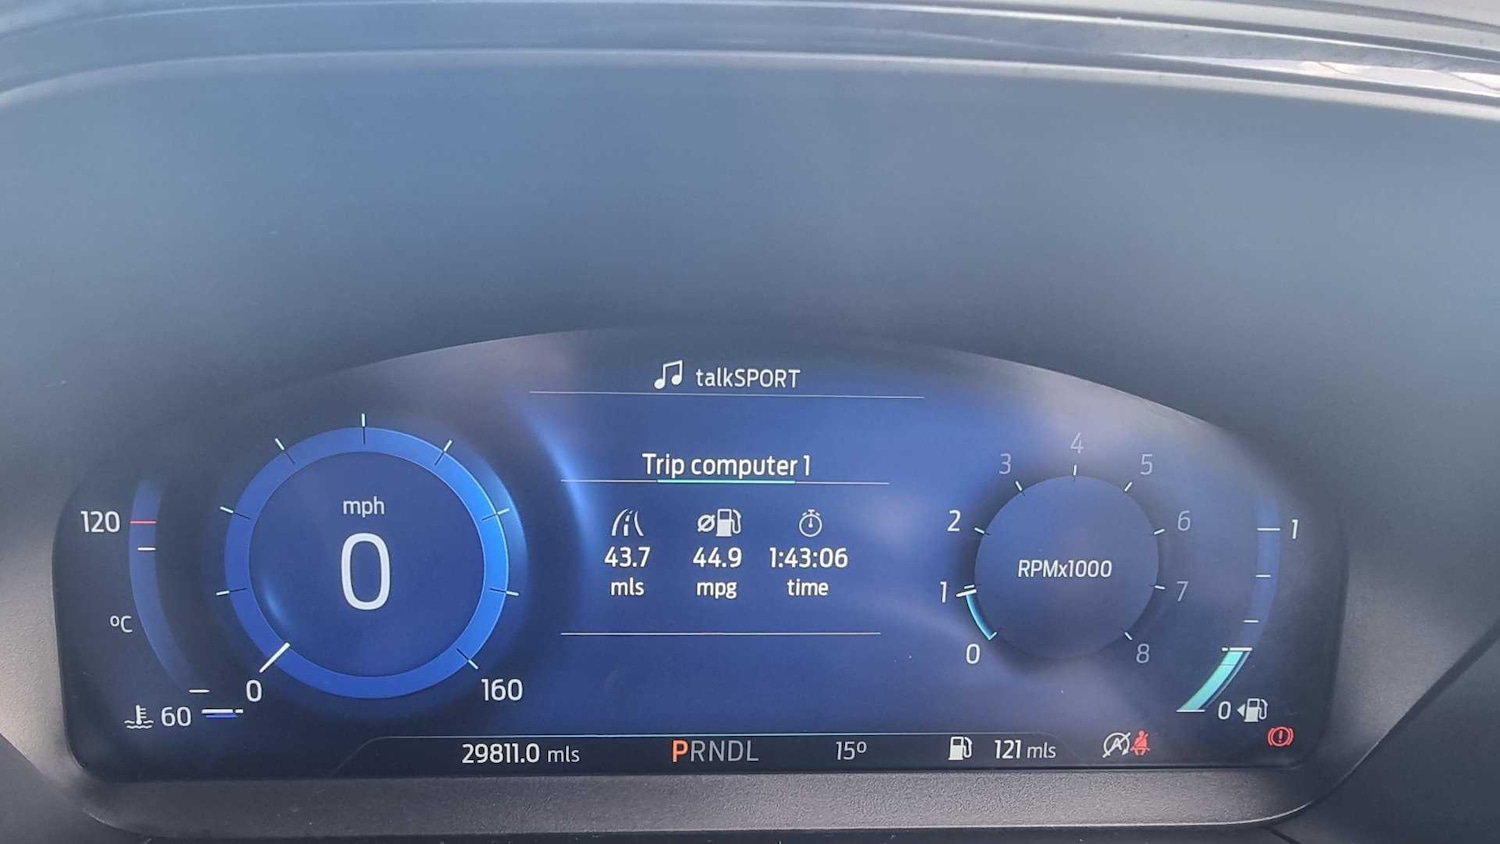 talkSPORT
Trip computer 1
43.7 44.9 1:43:06
mls mpg time
mph
0
0 160
120
ºC
60
0 1 2 3 4 5 6 7 8
RPMx1000
1
0
29811.0 mls PRNDL 15º 121 mls